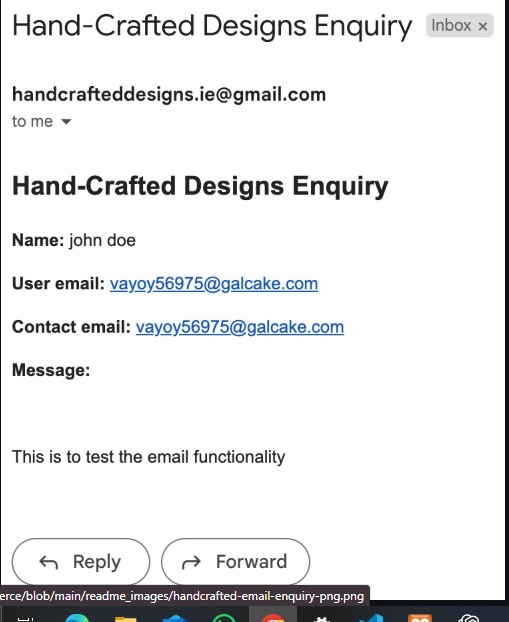 Hand-Crafted Designs Enquiry Inbox ×
handcrafteddesigns.ie@gmail.com
to me
Hand-Crafted Designs Enquiry
Name: john doe
User email: vayoy56975@galcake.com
Contact email: vayoy56975@galcake.com
Message:
This is to test the email functionality
Reply Forward
erce/blob/main/readme_images/handcrafted-email-enquiry-png.png